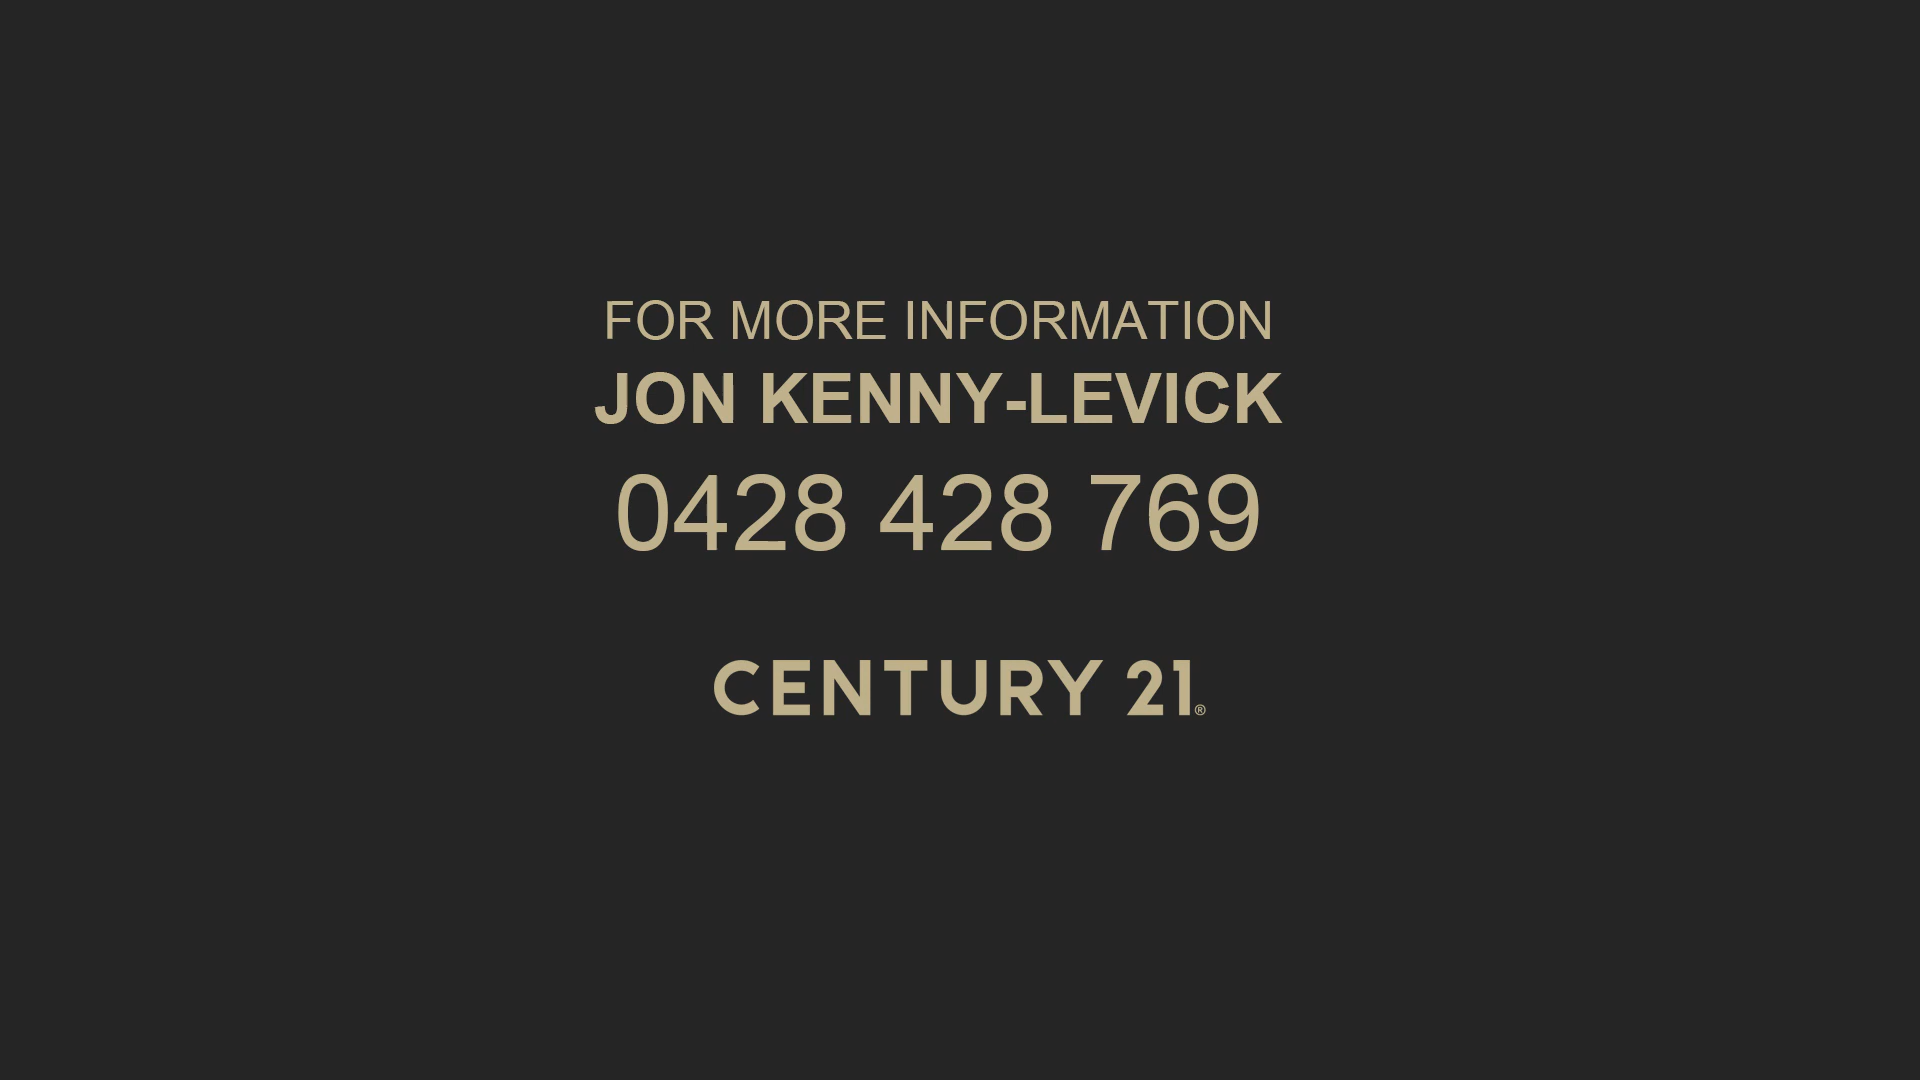 FOR MORE INFORMATION
JON KENNY-LEVICK
0428 428 769
CENTURY 21®